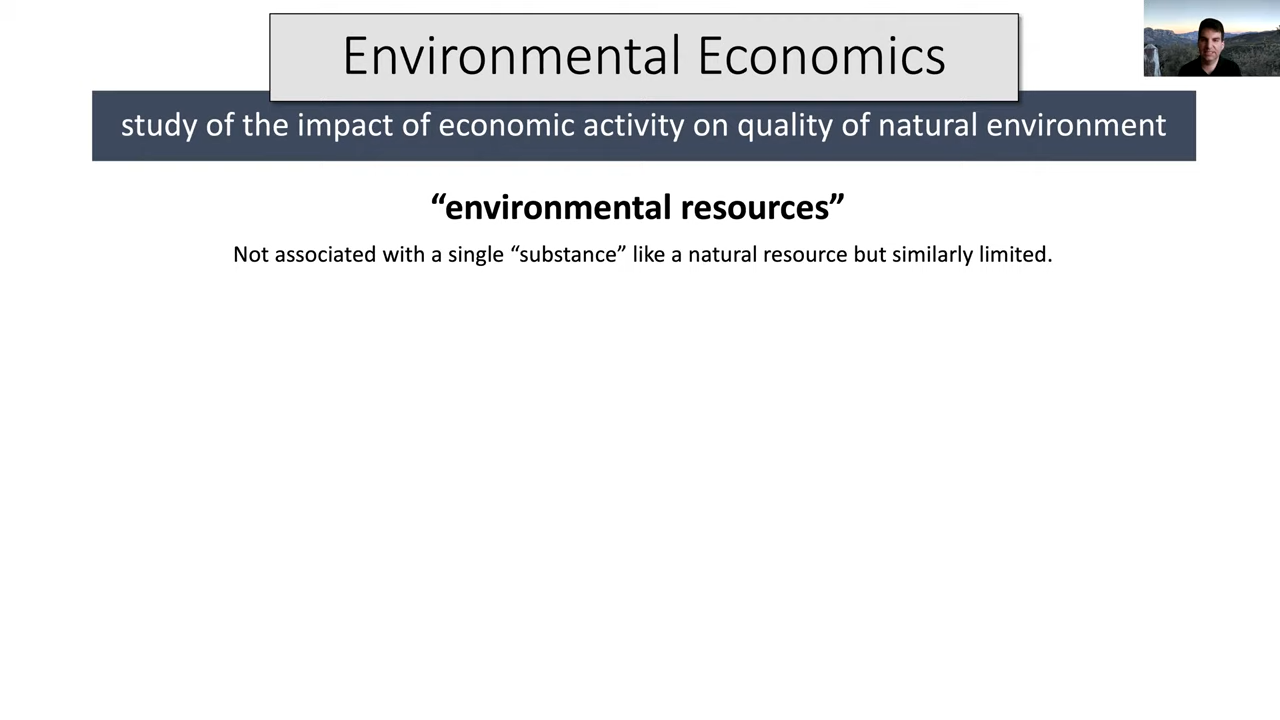 Environmental Economics
study of the impact of economic activity on quality of natural environment
“environmental resources”
Not associated with a single “substance” like a natural resource but similarly limited.